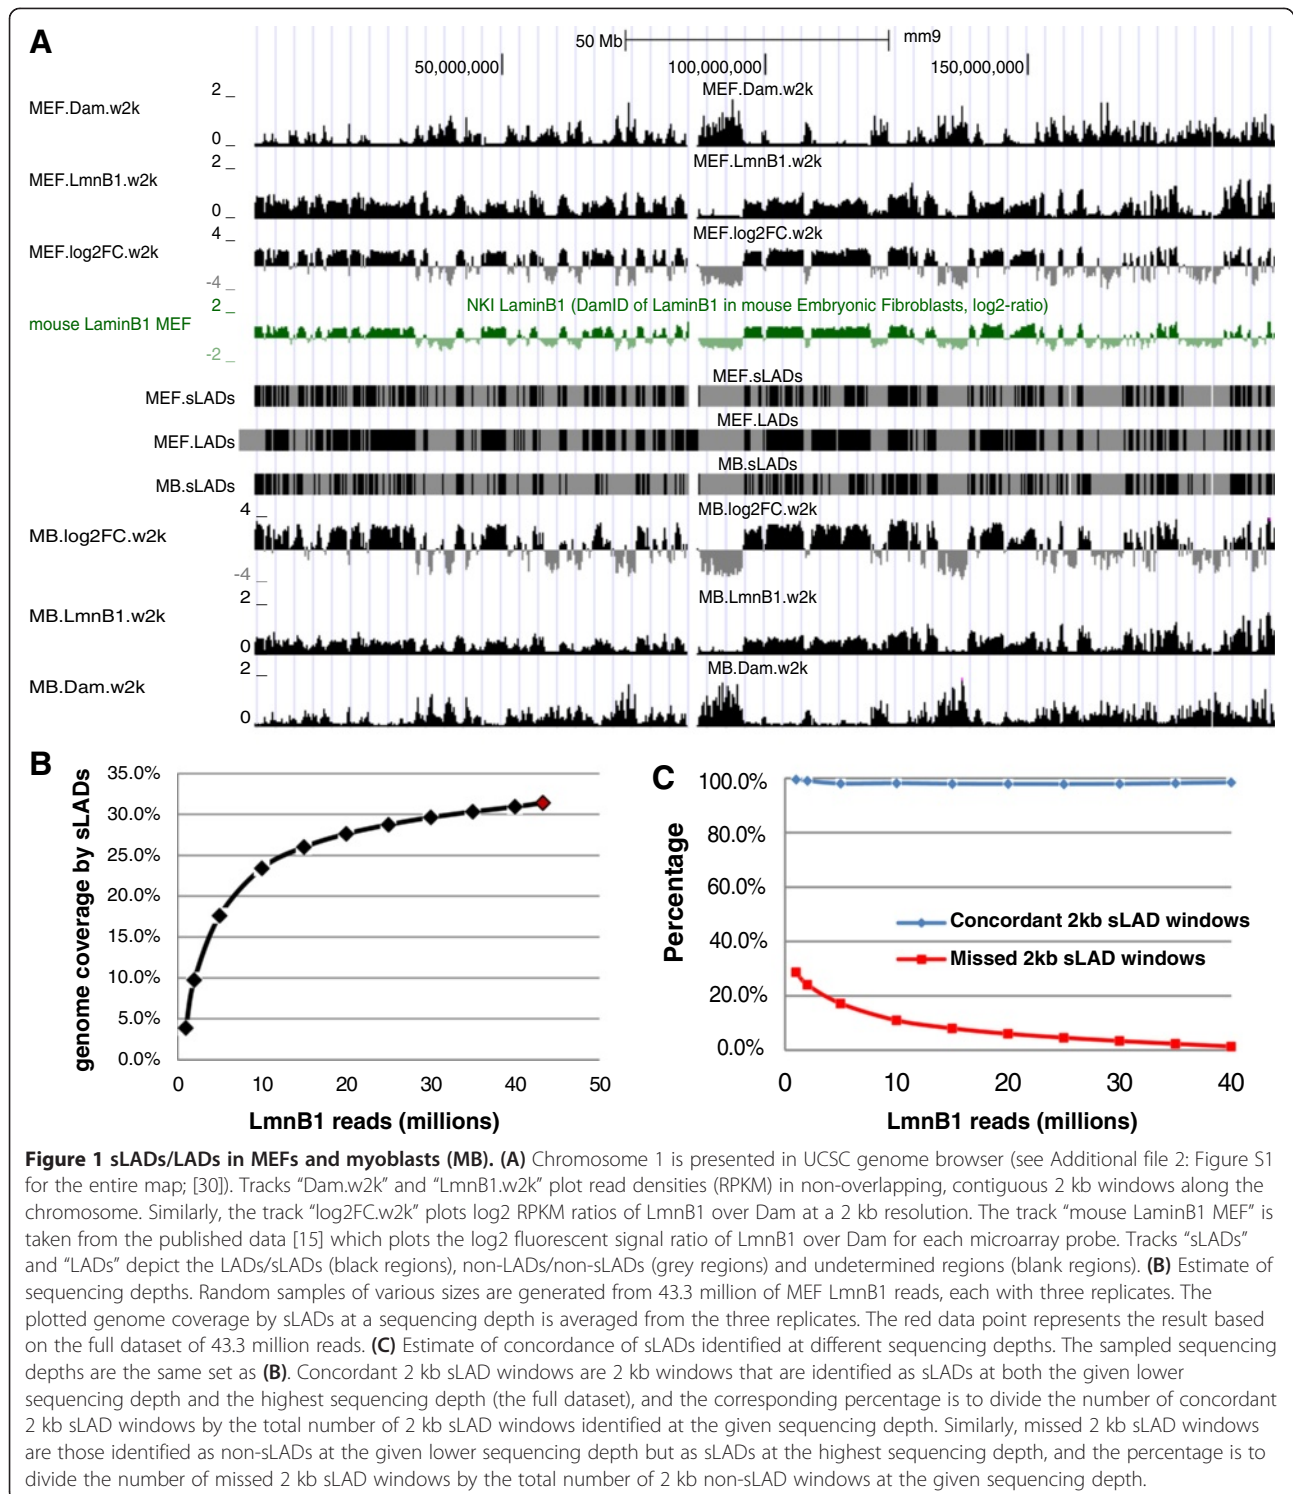 A
50 Mb
mm9
50,000,000
100,000,000
150,000,000
MEF.Dam.w2k
2
0
MEF.Dam.w2k
MEF.LmnB1.w2k
2
0
MEF.LmnB1.w2k
MEF.log2FC.w2k
4
-4
MEF.log2FC.w2k
mouse LaminB1 MEF
2
-2
NKI LaminB1 (DamID of LaminB1 in mouse Embryonic Fibroblasts, log2-ratio)
MEF.sLADs
MEF.sLADs
MEF.LADs
MEF.LADs
MB.sLADs
MB.sLADs
MB.log2FC.w2k
4
-4
MB.log2FC.w2k
MB.LmnB1.w2k
2
0
MB.LmnB1.w2k
MB.Dam.w2k
2
0
MB.Dam.w2k
B
genome coverage by sLADs
35.0%
30.0%
25.0%
20.0%
15.0%
10.0%
5.0%
0.0%
0 10 20 30 40 50
LmnB1 reads (millions)
C
Percentage
100.0%
80.0%
60.0%
40.0%
20.0%
0.0%
Concordant 2kb sLAD windows
Missed 2kb sLAD windows
0 10 20 30 40
LmnB1 reads (millions)
Figure 1 sLADs/LADs in MEFs and myoblasts (MB). (A) Chromosome 1 is presented in UCSC genome browser (see Additional file 2: Figure S1
for the entire map; [30]). Tracks “Dam.w2k” and “LmnB1.w2k” plot read densities (RPKM) in non-overlapping, contiguous 2 kb windows along the
chromosome. Similarly, the track “log2FC.w2k” plots log2 RPKM ratios of LmnB1 over Dam at a 2 kb resolution. The track “mouse LaminB1 MEF” is
taken from the published data [15] which plots the log2 fluorescent signal ratio of LmnB1 over Dam for each microarray probe. Tracks “sLADs”
and “LADs” depict the LADs/sLADs (black regions), non-LADs/non-sLADs (grey regions) and undetermined regions (blank regions). (B) Estimate of
sequencing depths. Random samples of various sizes are generated from 43.3 million of MEF LmnB1 reads, each with three replicates. The
plotted genome coverage by sLADs at a sequencing depth is averaged from the three replicates. The red data point represents the result based
on the full dataset of 43.3 million reads. (C) Estimate of concordance of sLADs identified at different sequencing depths. The sampled sequencing
depths are the same set as (B). Concordant 2 kb sLAD windows are 2 kb windows that are identified as sLADs at both the given lower
sequencing depth and the highest sequencing depth (the full dataset), and the corresponding percentage is to divide the number of concordant
2 kb sLAD windows by the total number of 2 kb sLAD windows identified at the given sequencing depth. Similarly, missed 2 kb sLAD windows
are those identified as non-sLADs at the given lower sequencing depth but as sLADs at the highest sequencing depth, and the percentage is to
divide the number of missed 2 kb sLAD windows by the total number of 2 kb non-sLAD windows at the given sequencing depth.